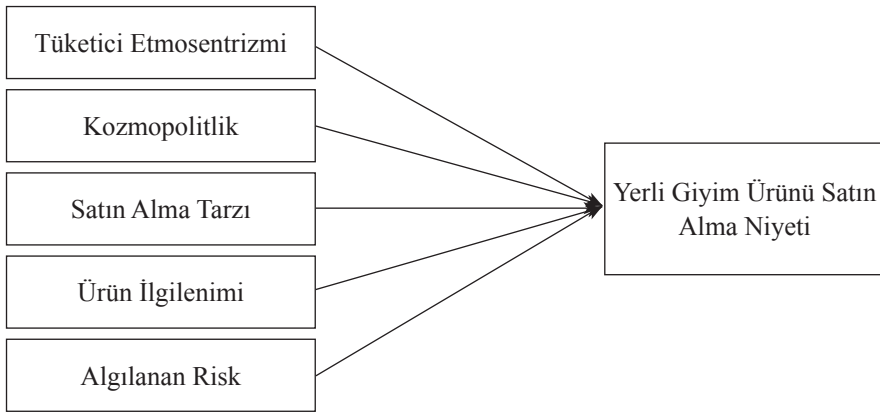 Tüketici Etmosentrizmi
Kozmopolitlik
Satın Alma Tarzı
Ürün İlgilenimi
Algılanan Risk
Yerli Giyim Ürünü Satın
Alma Niyeti